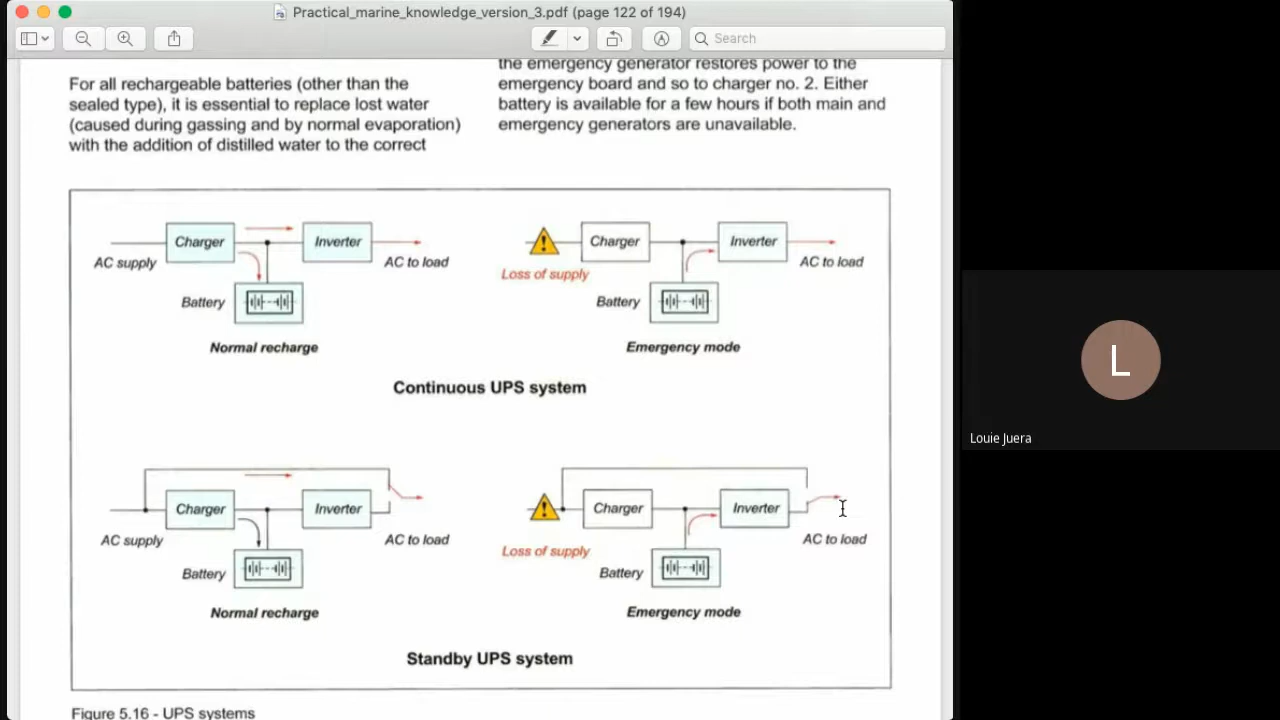 Practical_marine_knowledge_version_3.pdf (page 122 of 194)
Search
For all rechargeable batteries (other than the
sealed type), it is essential to replace lost water
(caused during gassing and by normal evaporation)
with the addition of distilled water to the correct
the emergency generator restores power to the
emergency board and so to charger no. 2. Either
battery is available for a few hours if both main and
emergency generators are unavailable.
Charger
Inverter
AC supply
AC to load
Battery
Normal recharge
Charger
Inverter
Loss of supply
AC to load
Battery
Emergency mode
Continuous UPS system
Charger
Inverter
AC supply
AC to load
Battery
Normal recharge
Charger
Inverter
Loss of supply
AC to load
Battery
Emergency mode
Standby UPS system
Figure 5.16 - UPS systems
L
Louie Juera